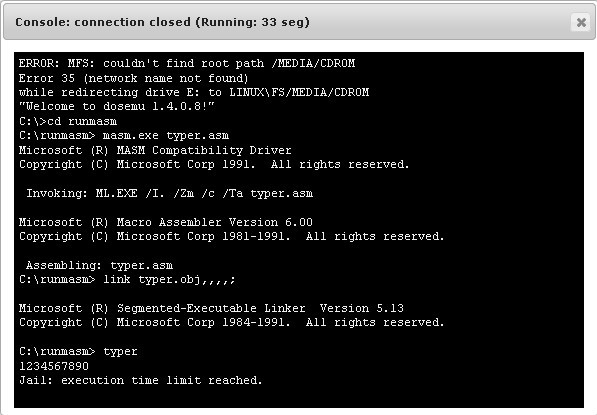 Console: connection closed (Running: 33 seg)
ERROR: MFS: couldn't find root path /MEDIA/CDROM
Error 35 (network name not found)
while redirecting drive E: to LINUX\FS/MEDIA/CDROM
"Welcome to dosemu 1.4.0.8!"
C:\>cd runmasm
C:\runmasm> masm.exe typer.asm
Microsoft (R) MASM Compatibility Driver
Copyright (C) Microsoft Corp 1991.  All rights reserved.
Invoking: ML.EXE /I. /Zm /c /Ta typer.asm
Microsoft (R) Macro Assembler Version 6.00
Copyright (C) Microsoft Corp 1981-1991.  All rights reserved.
Assembling: typer.asm
C:\runmasm> link typer.obj,,,,;
Microsoft (R) Segmented-Executable Linker  Version 5.13
Copyright (C) Microsoft Corp 1984-1991.  All rights reserved.
C:\runmasm> typer
1234567890
Jail: execution time limit reached.